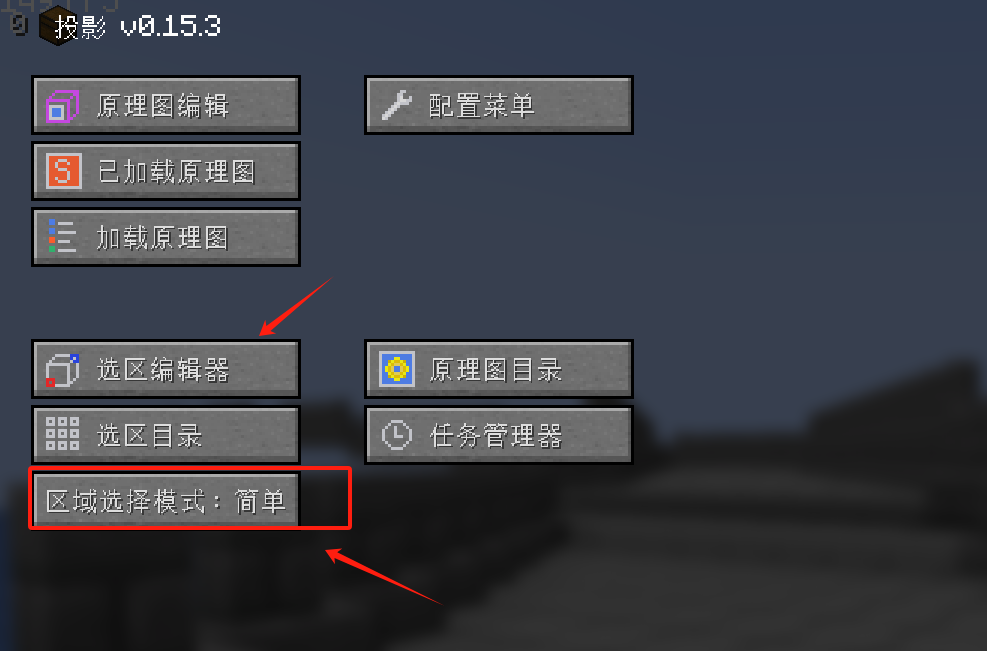 投影 v0.15.3
原理图编辑 配置菜单
已加载原理图
S
加载原理图
选区编辑器 原理图目录
选区目录 任务管理器
区域选择模式：简单